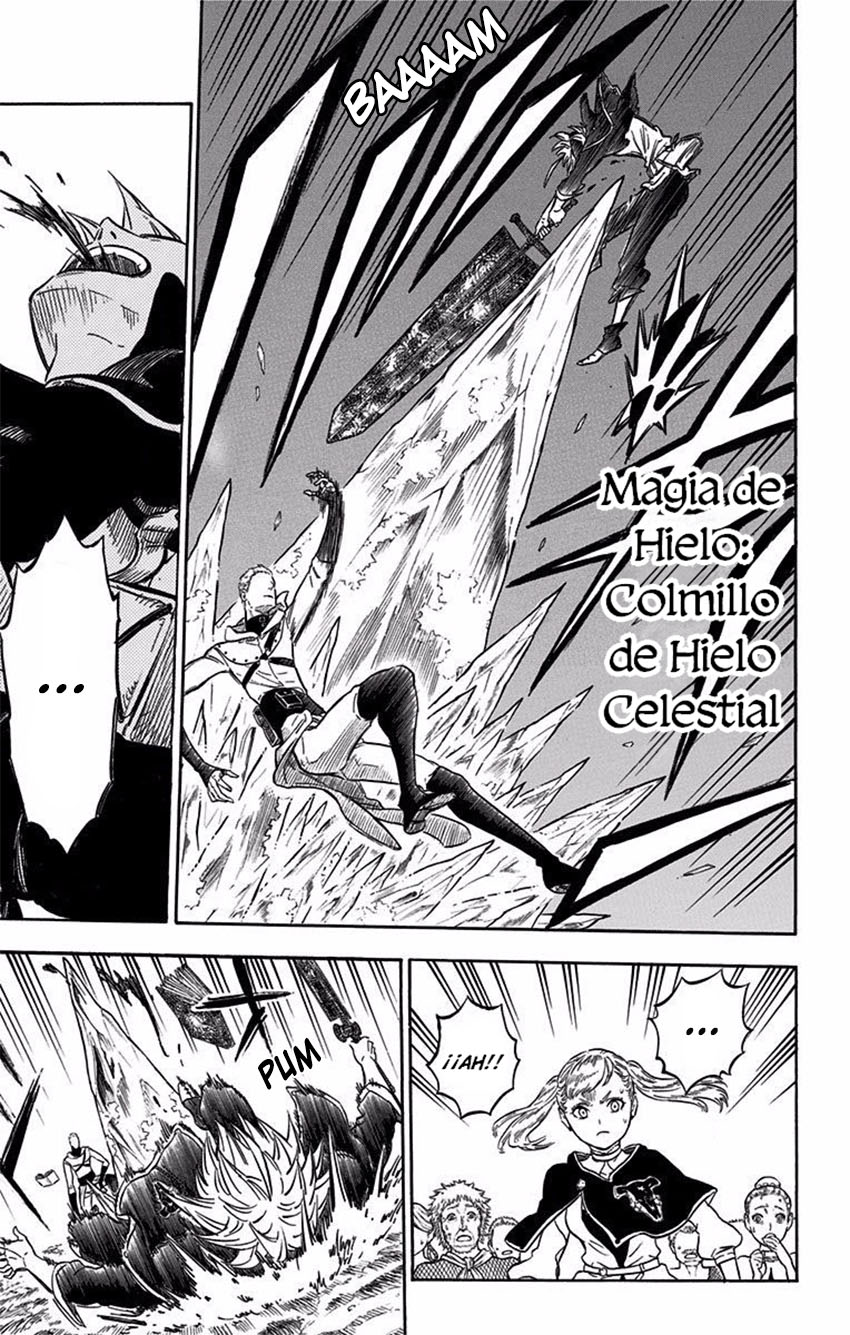 BAAAAM
Magia de
Hielo:
Colmillo
de Hielo
Celestial
...
...
¡¡AH!!
PUM